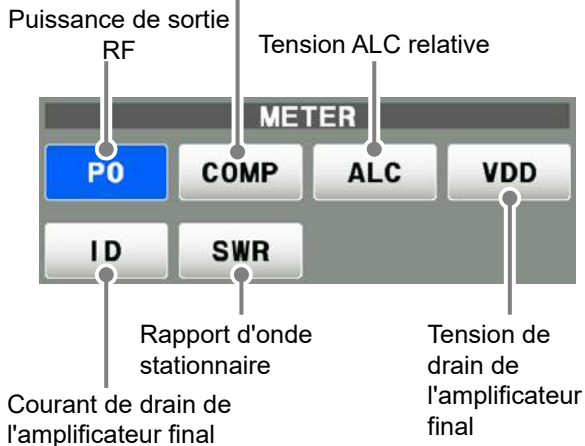 Puissance de sortie
RF
Tension ALC relative
METER
PO COMP ALC VDD
ID SWR
Rapport d'onde
stationnaire
Tension de
drain de
l'amplificateur
final
Courant de drain de
l'amplificateur final